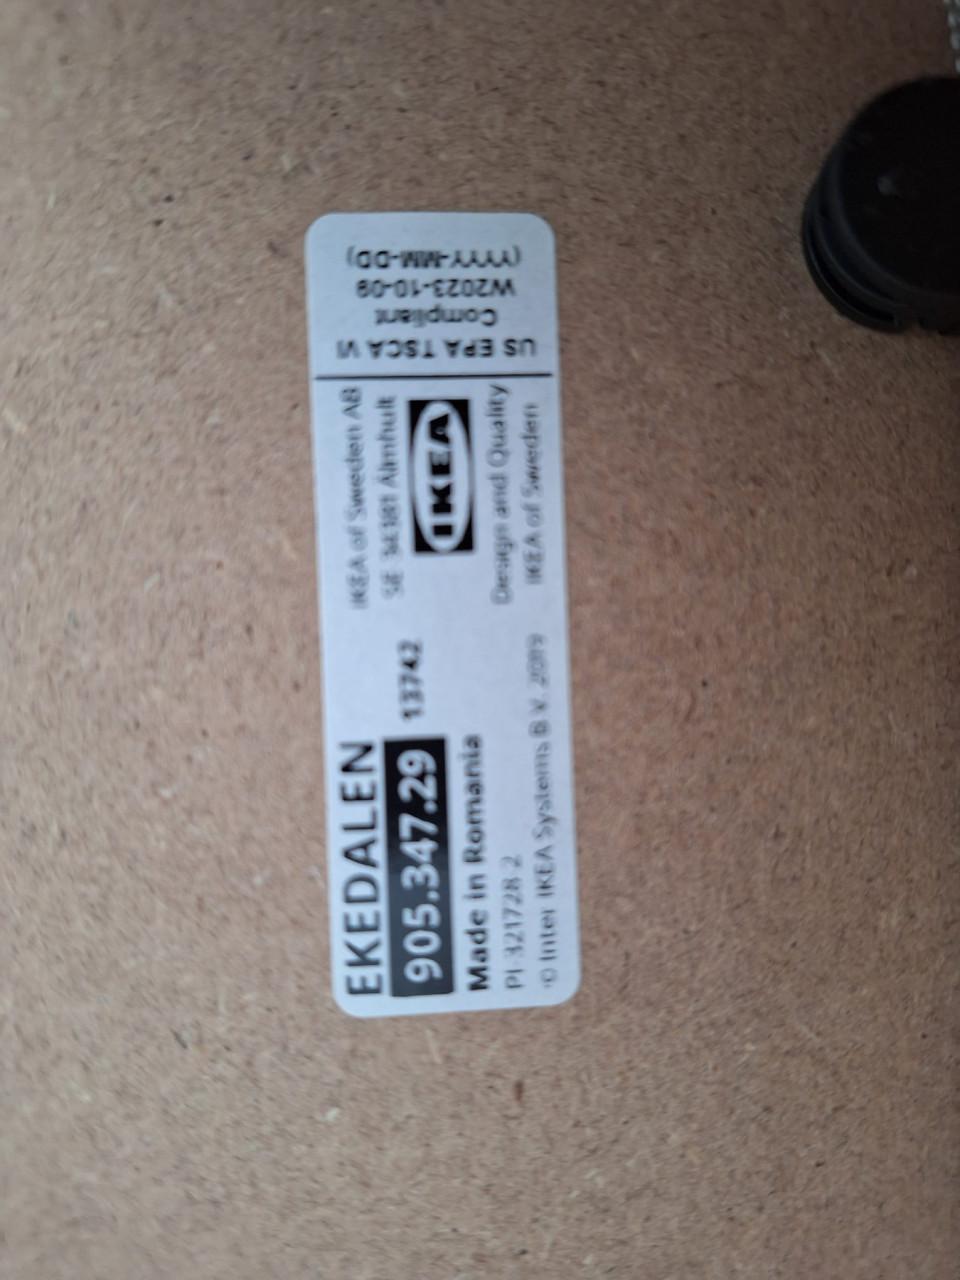 EKEDALEN
905.347.29 13742
Made in Romania
PI-321728-2
© Inter IKEA Systems B.V. 2019
IKEA of Sweden AB
SE-34381 Älmhult
IKEA
Design and Quality
IKEA of Sweden
US EPA TSCA VI
Compliant
W2023-10-09
(YYYY-MM-DD)